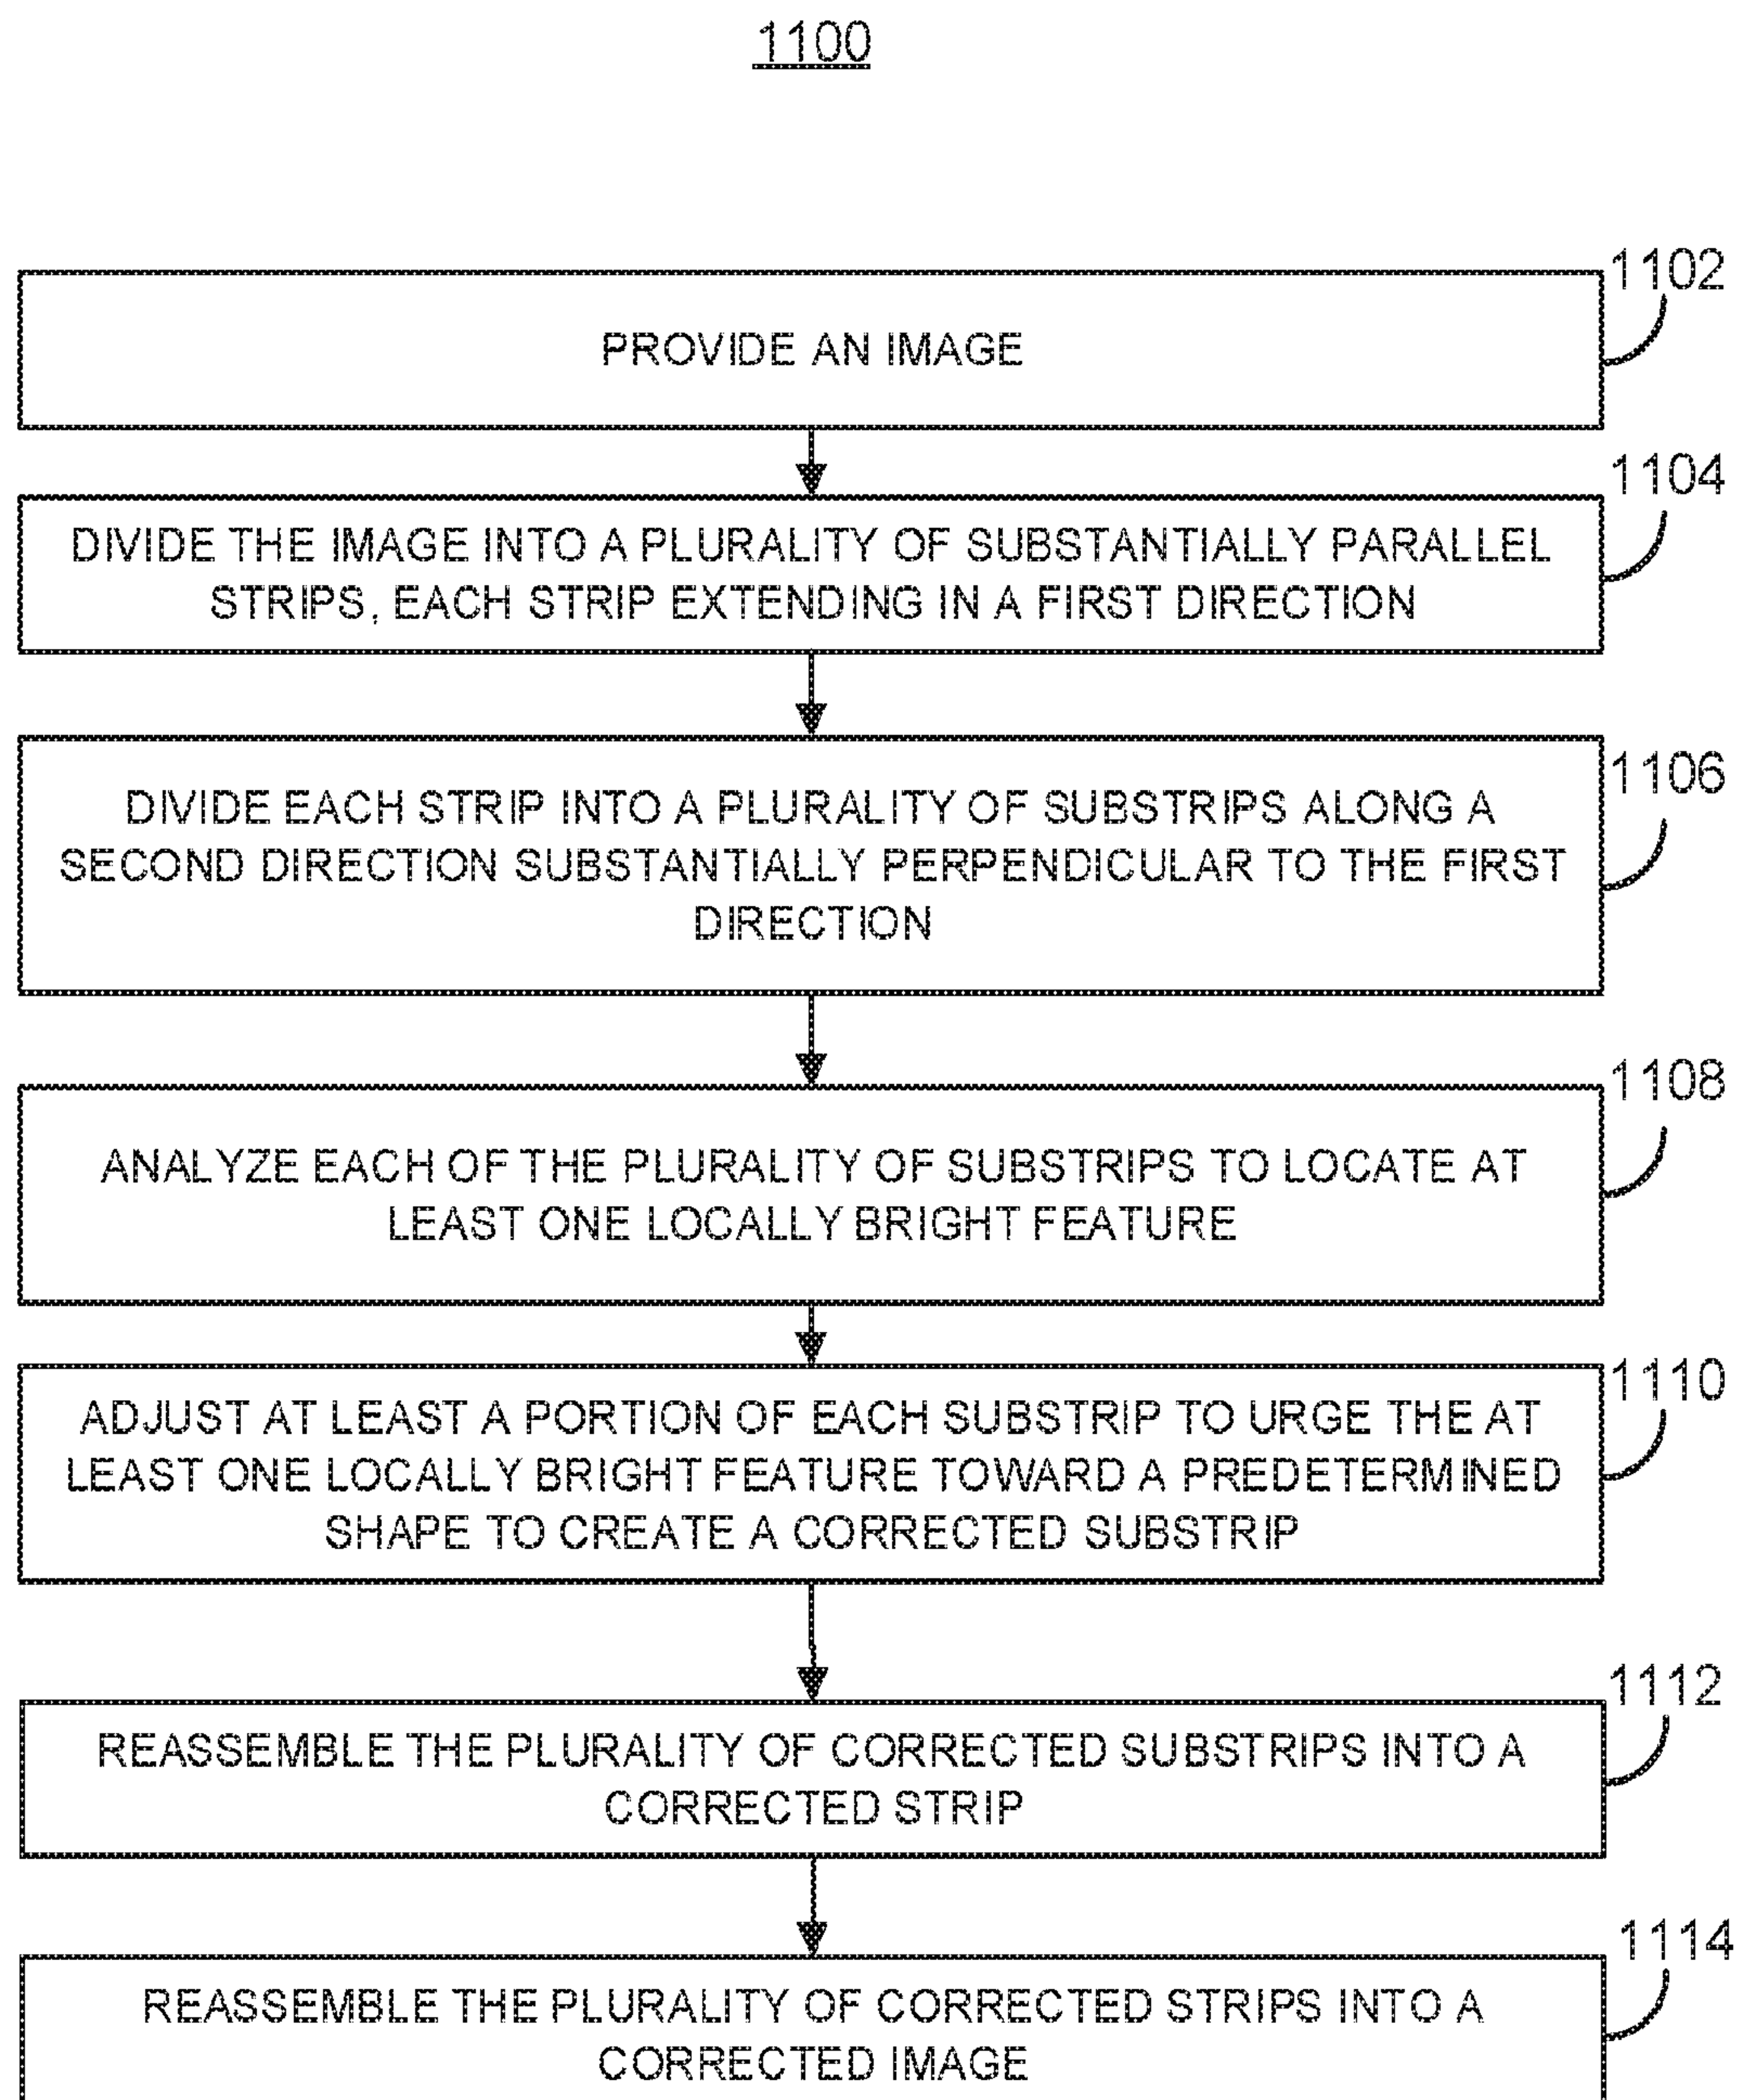 1100
1102
PROVIDE AN IMAGE
1104
DIVIDE THE IMAGE INTO A PLURALITY OF SUBSTANTIALLY PARALLEL
STRIPS, EACH STRIP EXTENDING IN A FIRST DIRECTION
1106
DIVIDE EACH STRIP INTO A PLURALITY OF SUBSTRIPS ALONG A
SECOND DIRECTION SUBSTANTIALLY PERPENDICULAR TO THE FIRST
DIRECTION
1108
ANALYZE EACH OF THE PLURALITY OF SUBSTRIPS TO LOCATE AT
LEAST ONE LOCALLY BRIGHT FEATURE
1110
ADJUST AT LEAST A PORTION OF EACH SUBSTRIP TO URGE THE AT
LEAST ONE LOCALLY BRIGHT FEATURE TOWARD A PREDETERMINED
SHAPE TO CREATE A CORRECTED SUBSTRIP
1112
REASSEMBLE THE PLURALITY OF CORRECTED SUBSTRIPS INTO A
CORRECTED STRIP
1114
REASSEMBLE THE PLURALITY OF CORRECTED STRIPS INTO A
CORRECTED IMAGE